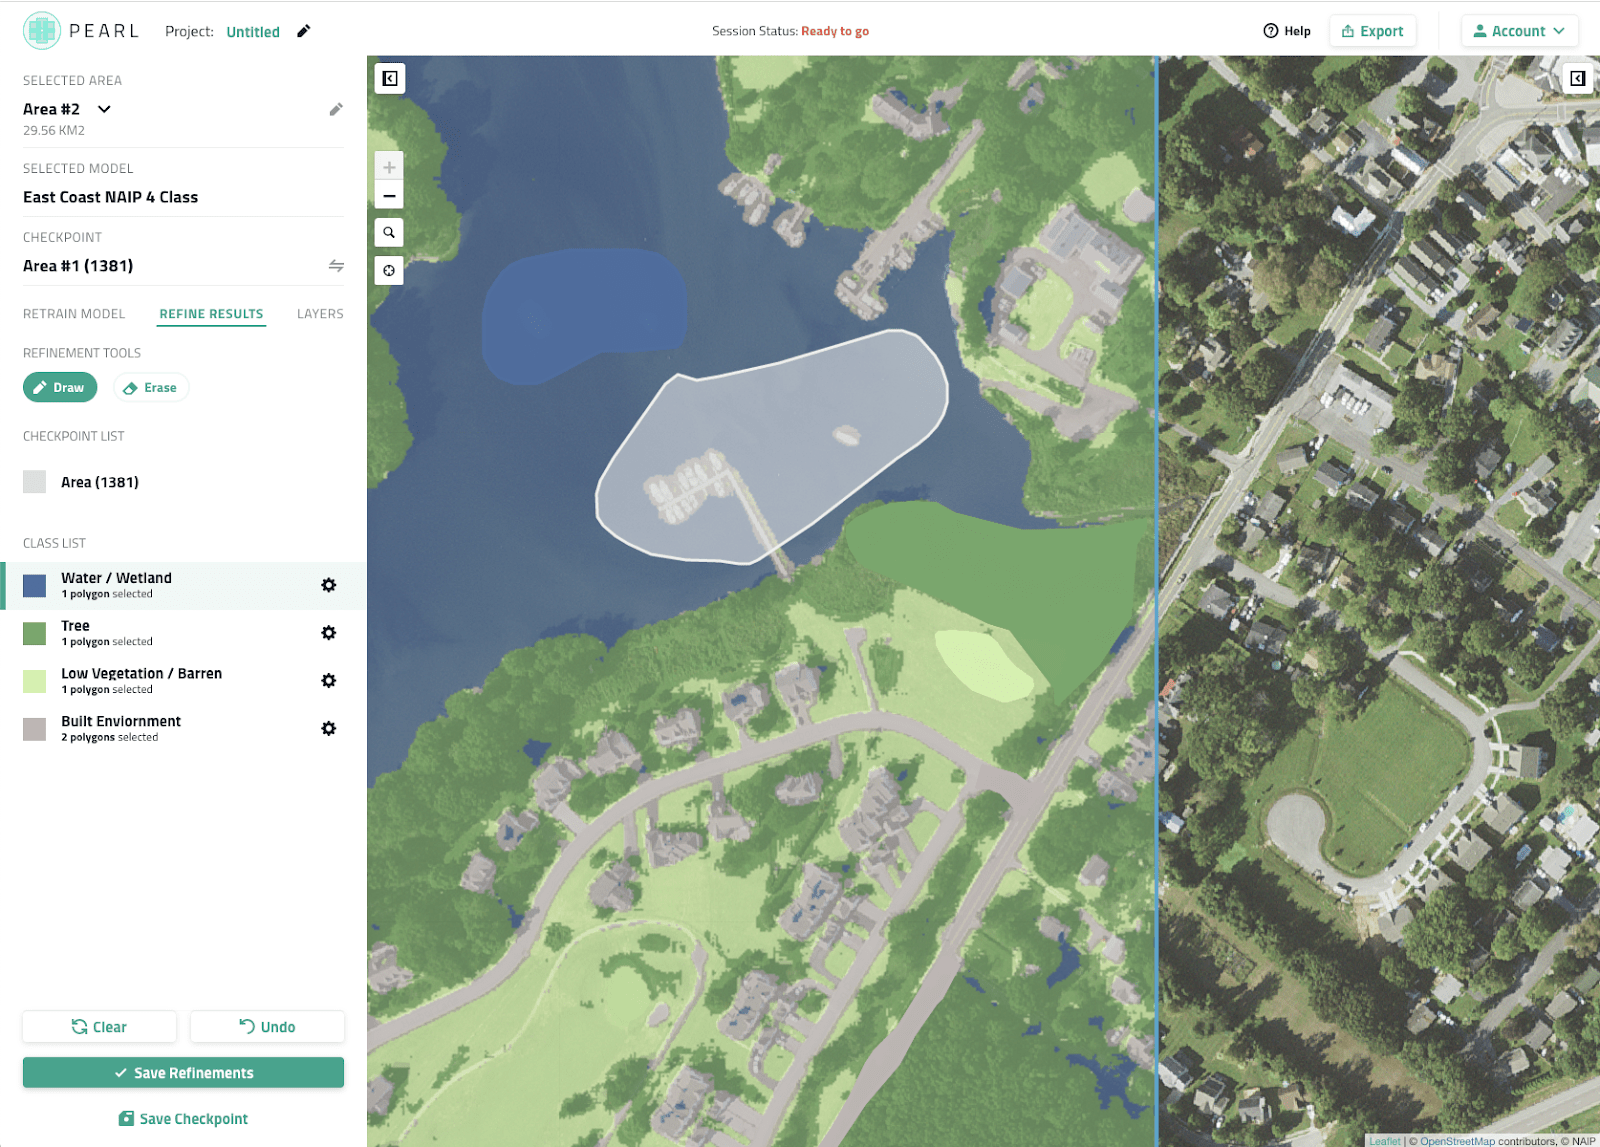 PEARL
Project: Untitled
Session Status: Ready to go
Help
Export
Account
SELECTED AREA
Area #2
29.56 KM2
SELECTED MODEL
East Coast NAIP 4 Class
CHECKPOINT
Area #1 (1381)
RETRAIN MODEL
REFINE RESULTS
LAYERS
REFINEMENT TOOLS
Draw
Erase
CHECKPOINT LIST
Area (1381)
CLASS LIST
Water / Wetland
1 polygon selected
Tree
1 polygon selected
Low Vegetation / Barren
1 polygon selected
Built Enviornment
2 polygons selected
Clear
Undo
Save Refinements
Save Checkpoint
Leaflet | © OpenStreetMap contributors, © NAIP